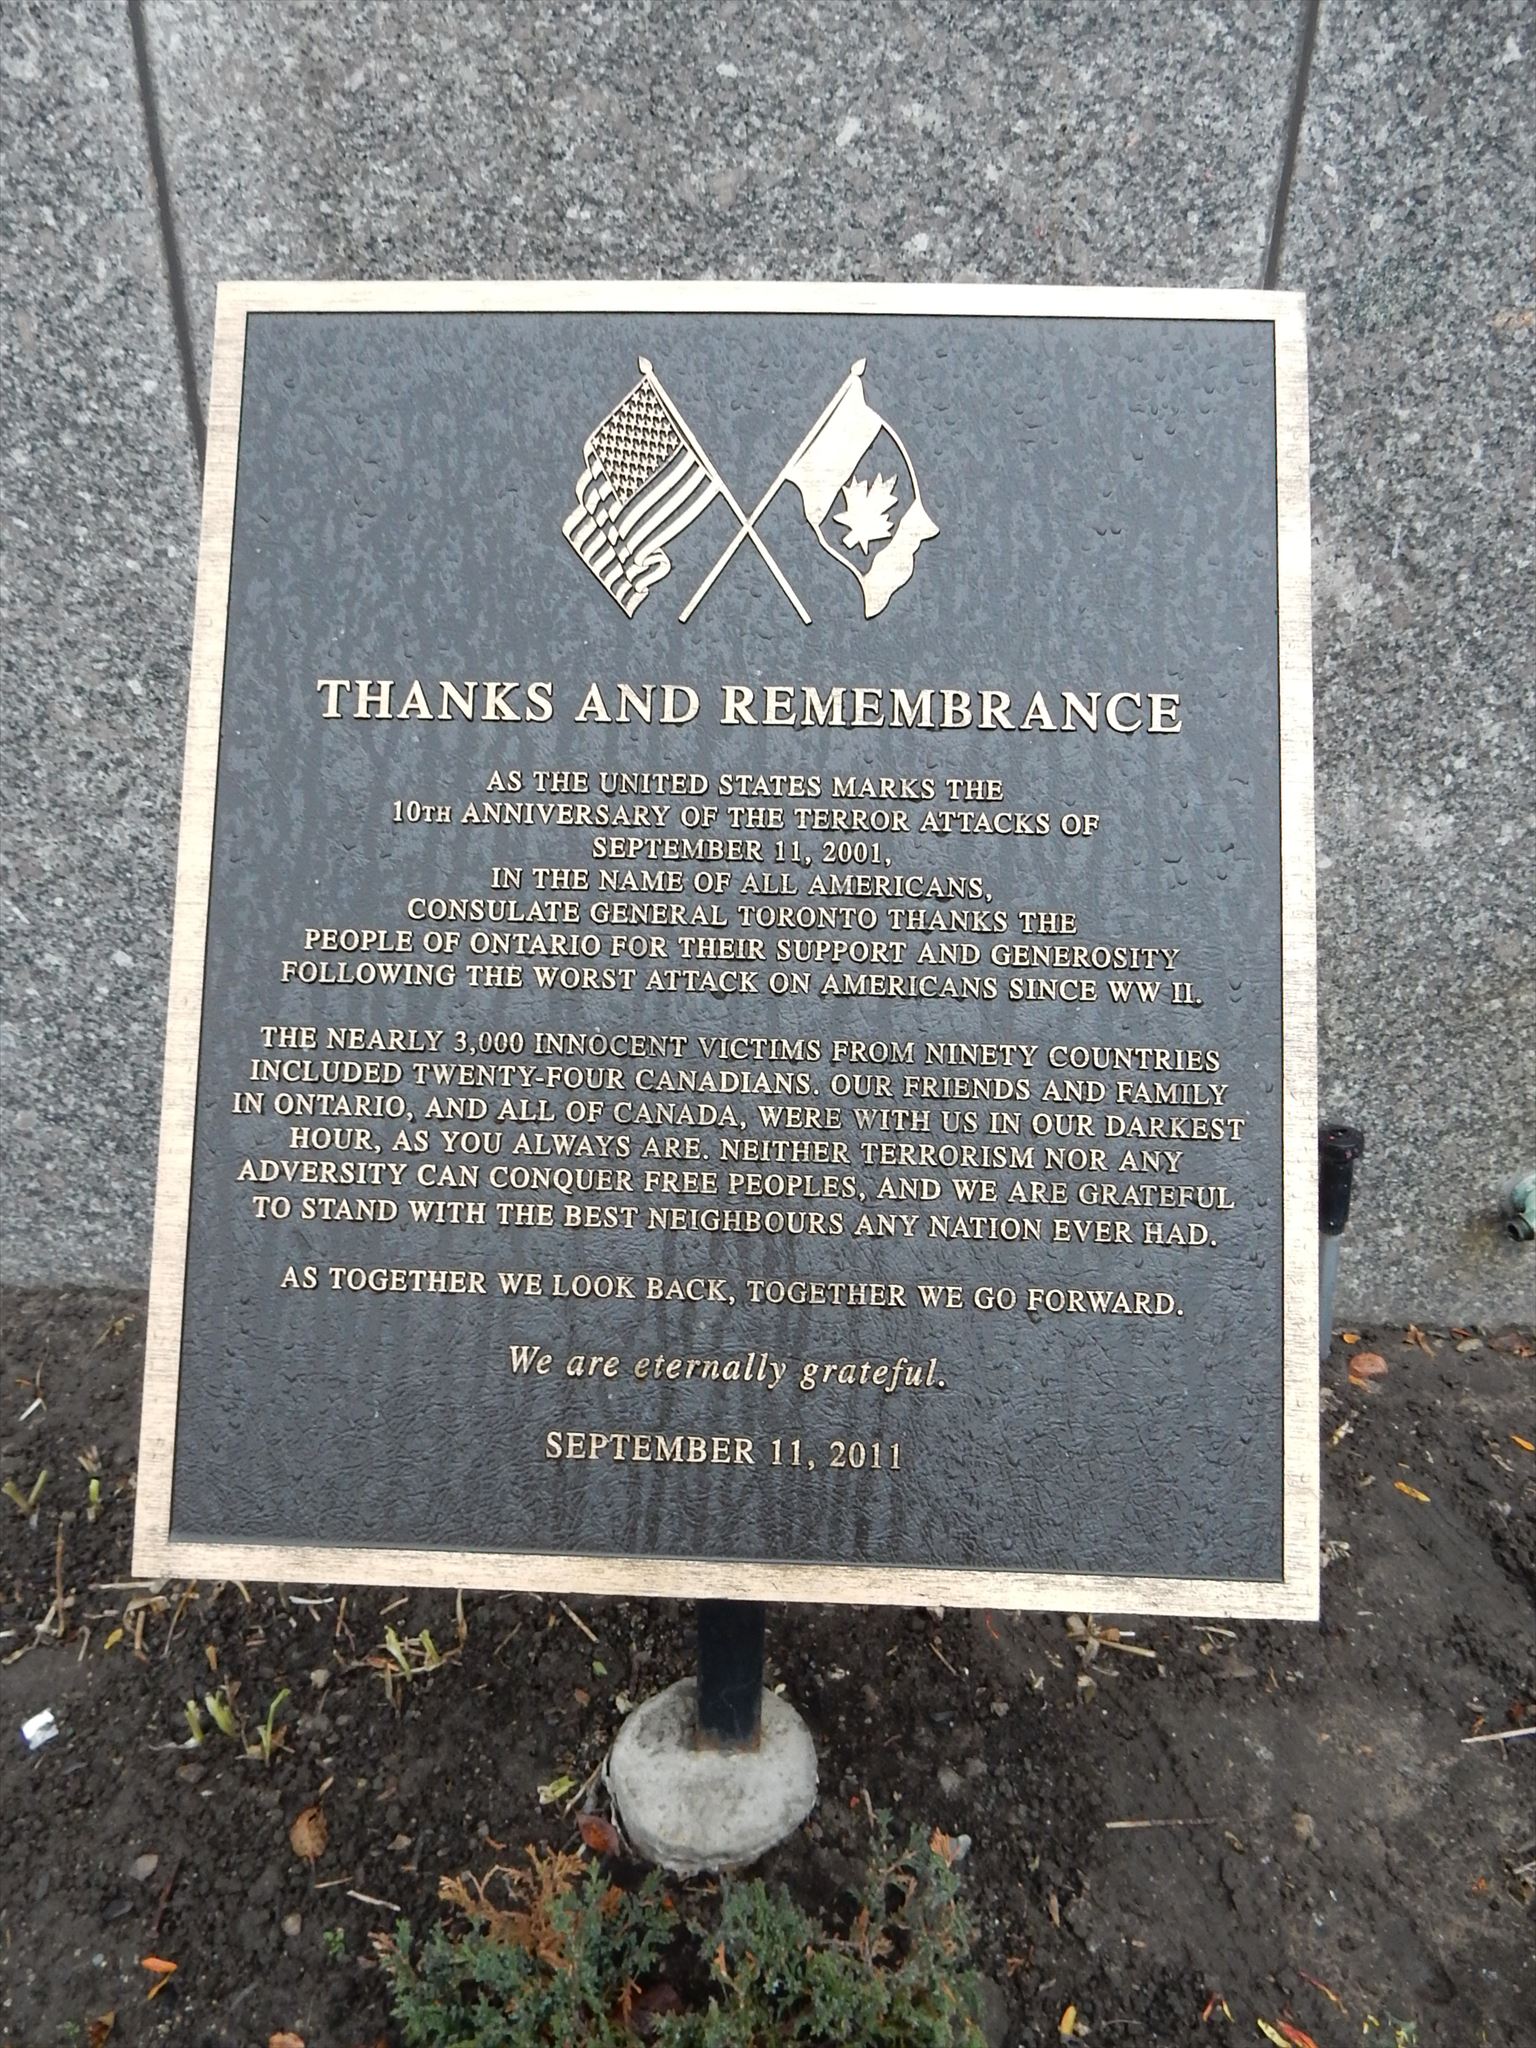 THANKS AND REMEMBRANCE
AS THE UNITED STATES MARKS THE
10TH ANNIVERSARY OF THE TERROR ATTACKS OF
SEPTEMBER 11, 2001,
IN THE NAME OF ALL AMERICANS,
CONSULATE GENERAL TORONTO THANKS THE
PEOPLE OF ONTARIO FOR THEIR SUPPORT AND GENEROSITY
FOLLOWING THE WORST ATTACK ON AMERICANS SINCE WW II.
THE NEARLY 3,000 INNOCENT VICTIMS FROM NINETY COUNTRIES
INCLUDED TWENTY-FOUR CANADIANS. OUR FRIENDS AND FAMILY
IN ONTARIO, AND ALL OF CANADA, WERE WITH US IN OUR DARKEST
HOUR, AS YOU ALWAYS ARE. NEITHER TERRORISM NOR ANY
ADVERSITY CAN CONQUER FREE PEOPLES, AND WE ARE GRATEFUL
TO STAND WITH THE BEST NEIGHBOURS ANY NATION EVER HAD.
AS TOGETHER WE LOOK BACK, TOGETHER WE GO FORWARD.
We are eternally grateful.
SEPTEMBER 11, 2011